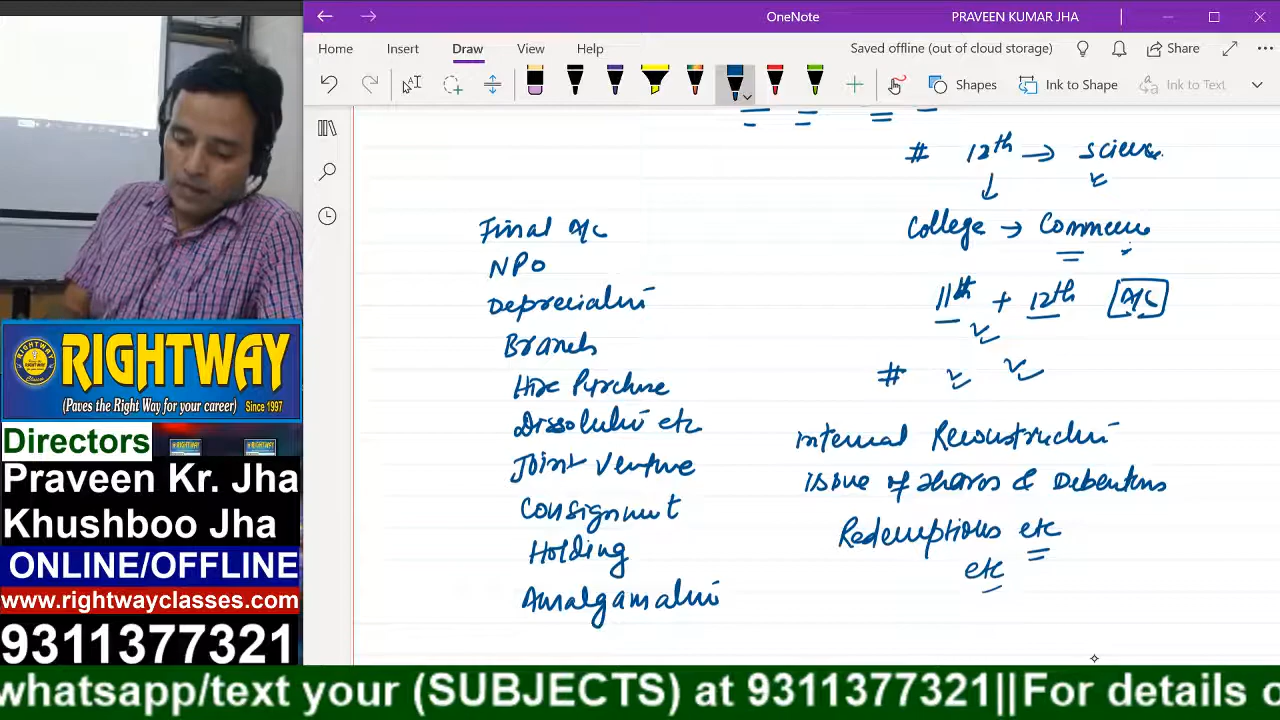 OneNote
PRAVEEN KUMAR JHA
Home Insert Draw View Help
Saved offline (out of cloud storage)
Share
Shapes
Ink to Shape
Ink to Text
# 12th → Science
College → Commerce
11th + 12th A/c
#
Final A/c
NPO
Depreciation
Branch
Hire Purchase
Dissolution etc
Joint Venture
Consignment
Holding
Amalgamation
Internal Reconstruction
issue of shares & Debentures
Redemptions etc
etc
RIGHTWAY
(Paves the Right Way for your career) Since 1997
Directors
Praveen Kr. Jha
Khushboo Jha
ONLINE/OFFLINE
www.rightwayclasses.com
9311377321
whatsapp/text your (SUBJECTS) at 9311377321||For details o